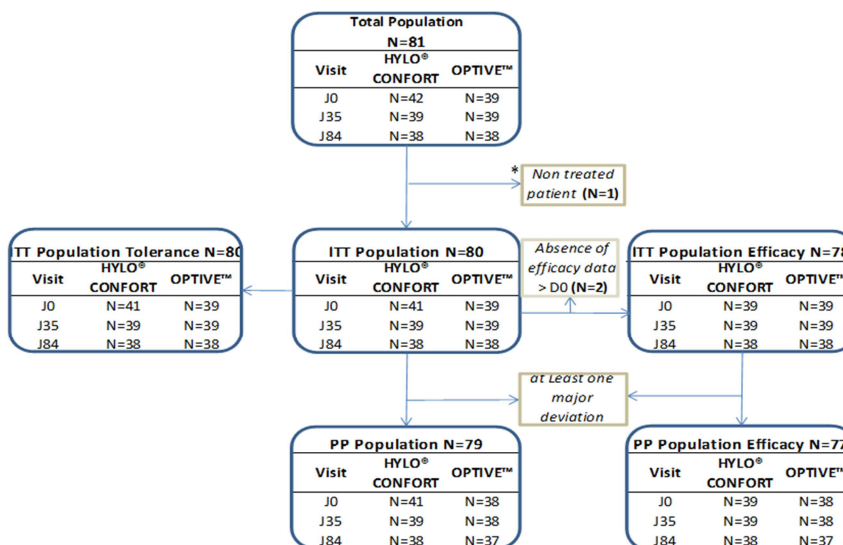 Total Population
N=81
Visit HYLO® CONFORT OPTIVE™
J0 N=42 N=39
J35 N=39 N=39
J84 N=38 N=38
*
Non treated
patient (N=1)
ITT Population Tolerance N=80
Visit HYLO® CONFORT OPTIVE™
J0 N=41 N=39
J35 N=39 N=39
J84 N=38 N=38
ITT Population N=80
Visit HYLO® CONFORT OPTIVE™
J0 N=41 N=39
J35 N=39 N=39
J84 N=38 N=38
Absence of
efficacy data
> D0 (N=2)
ITT Population Efficacy N=78
Visit HYLO® CONFORT OPTIVE™
J0 N=39 N=39
J35 N=39 N=39
J84 N=38 N=38
at Least one
major
deviation
PP Population N=79
Visit HYLO® CONFORT OPTIVE™
J0 N=41 N=38
J35 N=39 N=38
J84 N=38 N=37
PP Population Efficacy N=77
Visit HYLO® CONFORT OPTIVE™
J0 N=39 N=38
J35 N=39 N=38
J84 N=38 N=37